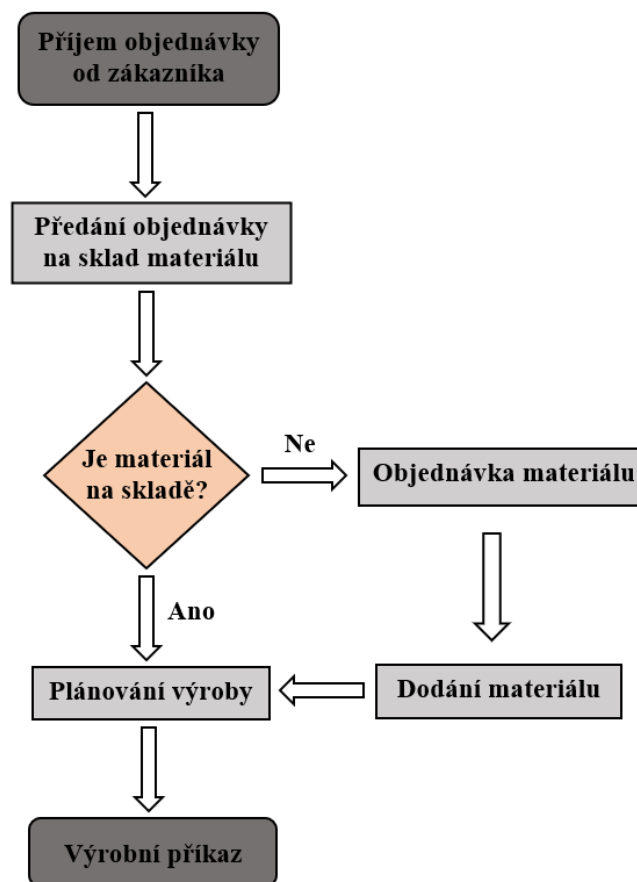 Příjem objednávky
od zákazníka
Předání objednávky
na sklad materiálu
Je materiál
na skladě?
Ne
Objednávka materiálu
Ano
Plánování výroby
Dodání materiálu
Výrobní příkaz